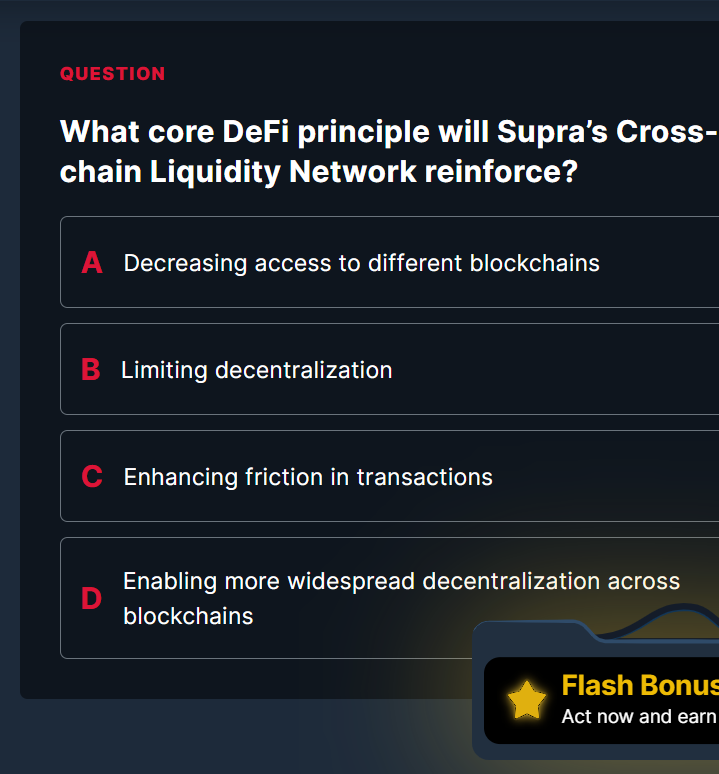 QUESTION
What core DeFi principle will Supra’s Cross-
chain Liquidity Network reinforce?
A Decreasing access to different blockchains
B Limiting decentralization
C Enhancing friction in transactions
D Enabling more widespread decentralization across
blockchains
Flash Bonus
Act now and earn